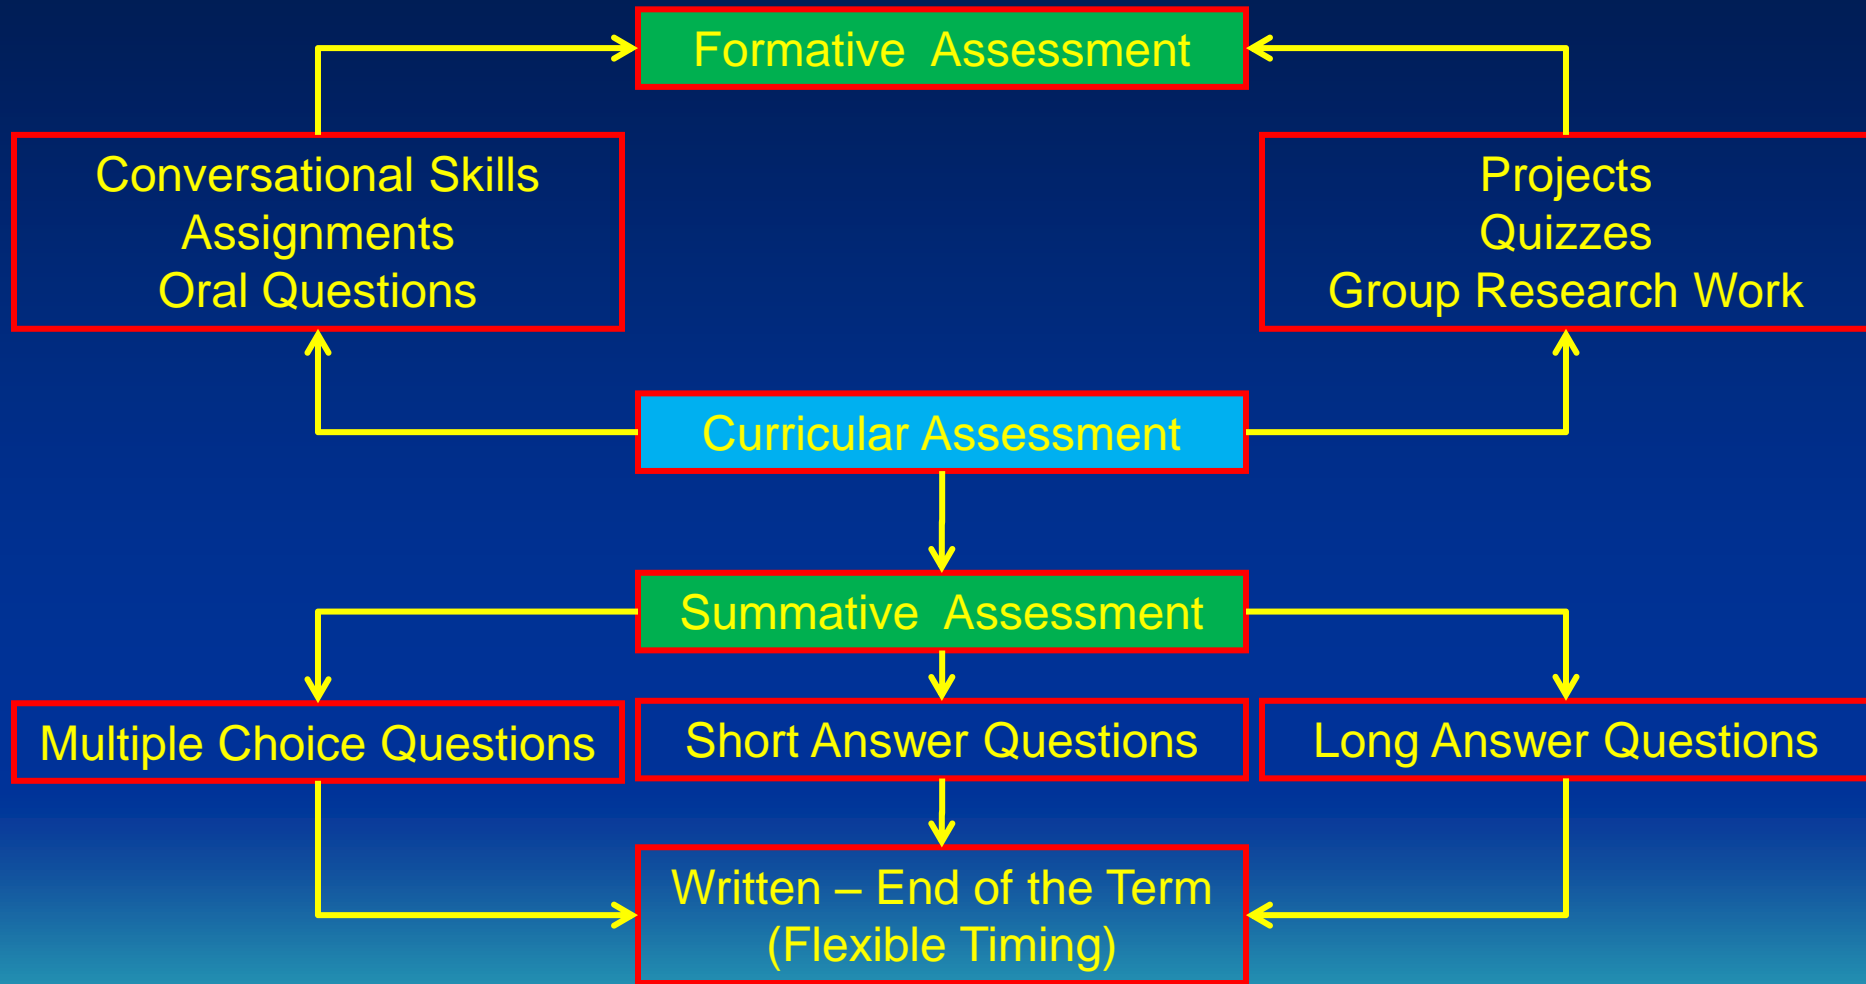 Formative  Assessment
Conversational Skills
Assignments
Oral Questions
Projects
Quizzes
Group Research Work
Curricular Assessment
Summative  Assessment
Multiple Choice Questions
Short Answer Questions
Long Answer Questions
Written – End of the Term
(Flexible Timing)